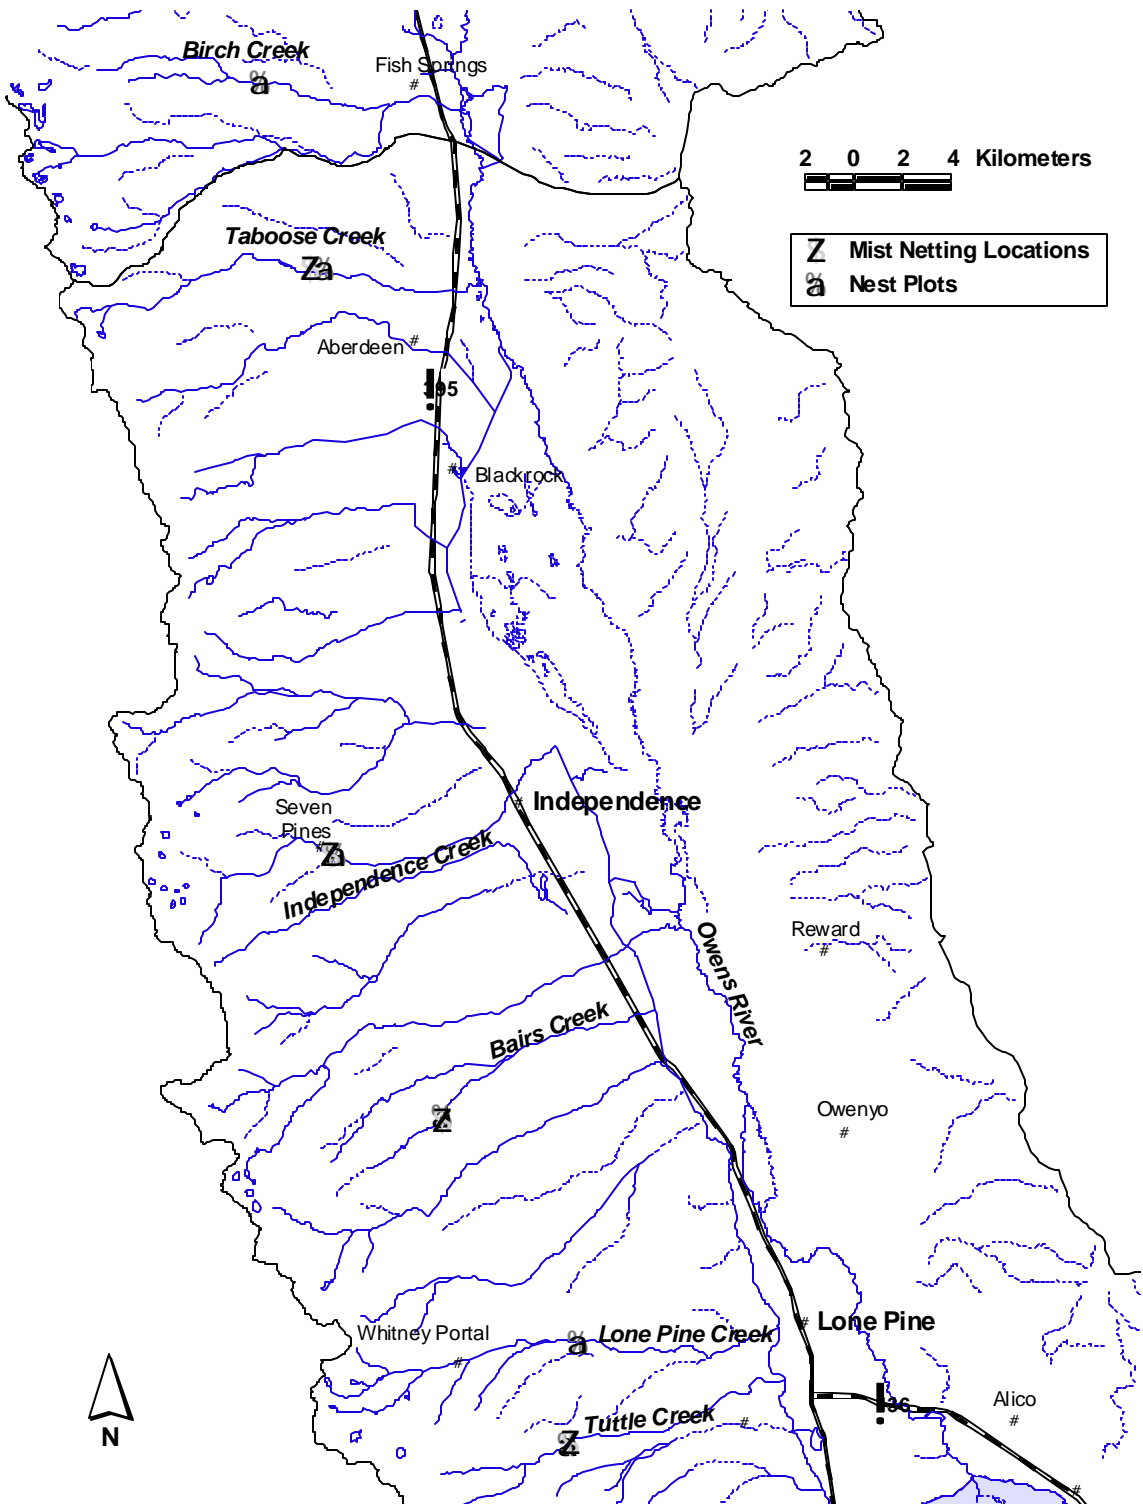 Birch Creek
Fish Springs
2 0 2 4 Kilometers
Taboose Creek
Z Mist Netting Locations
a Nest Plots
Aberdeen
395
Blackrock
Independence
Seven
Pines
Independence Creek
Owens River
Reward
Bairs Creek
Owenyo
Lone Pine
Whitney Portal
Lone Pine Creek
Alico
136
Tuttle Creek
N